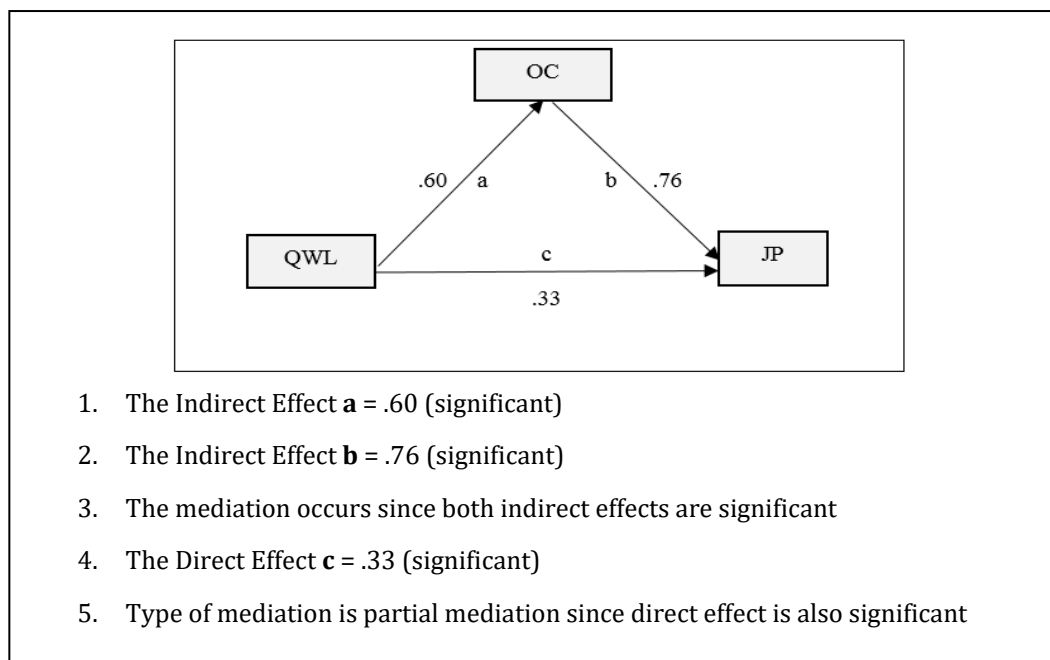 OC
.60 a b .76
QWL c JP
.33
1. The Indirect Effect a = .60 (significant)
2. The Indirect Effect b = .76 (significant)
3. The mediation occurs since both indirect effects are significant
4. The Direct Effect c = .33 (significant)
5. Type of mediation is partial mediation since direct effect is also significant